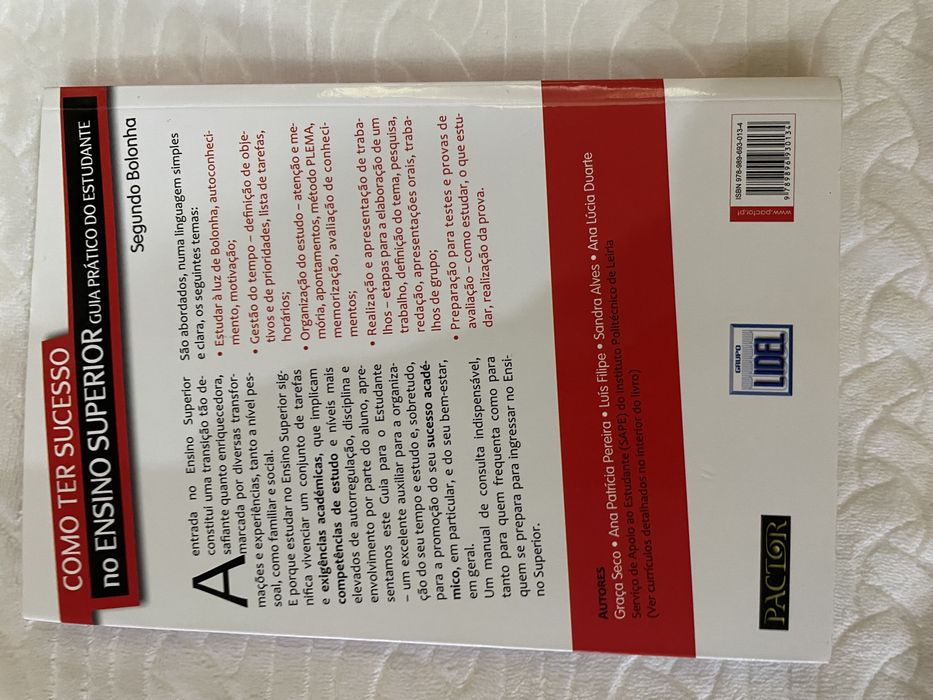 COMO TER SUCESSO
no ENSINO SUPERIOR GUIA PRÁTICO DO ESTUDANTE
Segundo Bolonha
A entrada no Ensino Superior
constitui uma transição tão de-
safiante quanto enriquecedora,
marcada por diversas transfor-
mações e experiências, tanto a nível pes-
soal, como familiar e social.
E porque estudar no Ensino Superior sig-
nifica vivenciar um conjunto de tarefas
e exigências académicas, que implicam
competências de estudo e níveis mais
elevados de autorregulação, disciplina e
envolvimento por parte do aluno, apre-
sentamos este Guia para o Estudante
– um excelente auxiliar para a organiza-
ção do seu tempo e estudo e, sobretudo,
para a promoção do seu sucesso acadé-
mico, em particular, e do seu bem-estar,
em geral.
Um manual de consulta indispensável,
tanto para quem frequenta como para
quem se prepara para ingressar no Ensi-
no Superior.
São abordados, numa linguagem simples
e clara, os seguintes temas:
• Estudar à luz de Bolonha, autoconheci-
mento, motivação;
• Gestão do tempo – definição de obje-
tivos e de prioridades, lista de tarefas,
horários;
• Organização do estudo – atenção e me-
mória, apontamentos, método PLEMA,
memorização, avaliação de conheci-
mentos;
• Realização e apresentação de traba-
lhos – etapas para a elaboração de um
trabalho, definição do tema, pesquisa,
redação, apresentações orais, traba-
lhos de grupo;
• Preparação para testes e provas de
avaliação – como estudar, o que estu-
dar, realização da prova.
AUTORES
Graça Seco • Ana Patrícia Pereira • Luís Filipe • Sandra Alves • Ana Lúcia Duarte
Serviço de Apoio ao Estudante (SAPE) do Instituto Politécnico de Leiria
(Ver currículos detalhados no interior do livro)
PACTOR
GRUPO
LIDEL
www.pactor.pt
ISBN 978-989-693-013-4
9 789896 930134